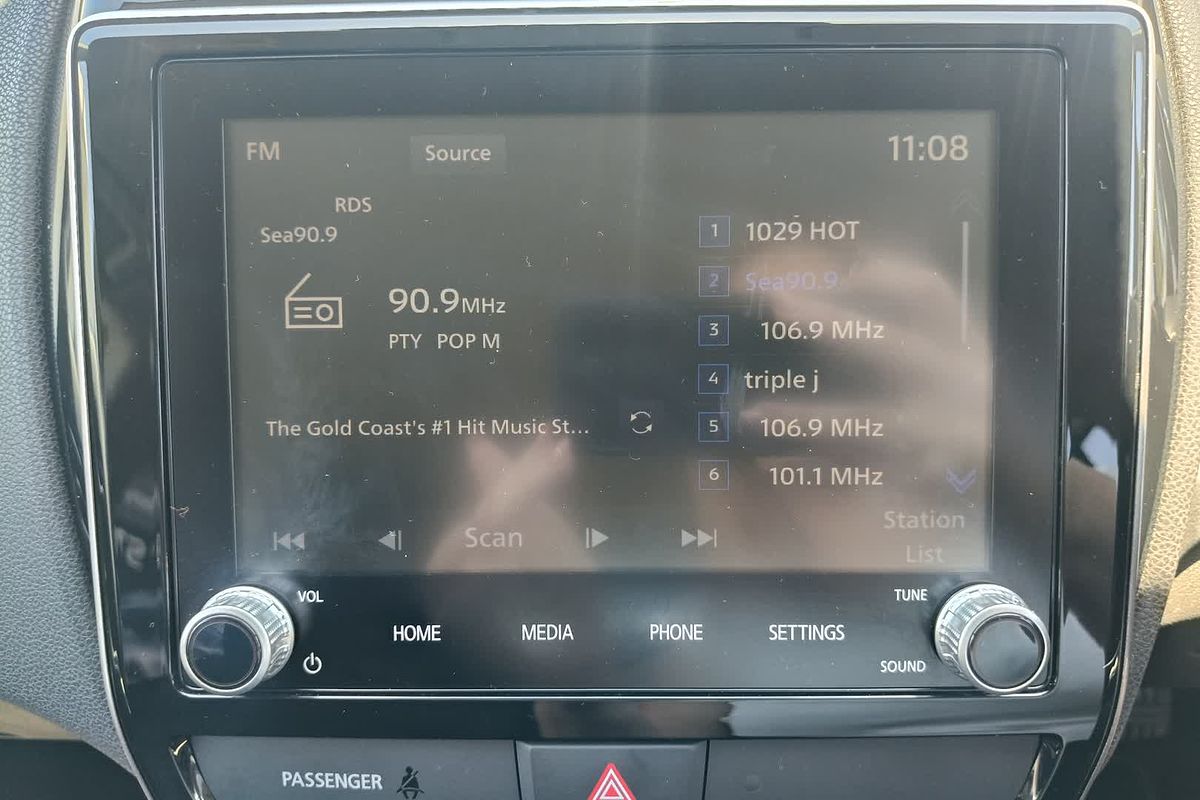 FM
Source
11:08
RDS
Sea90.9
90.9MHz
PTY POP M
The Gold Coast's #1 Hit Music St...
1 1029 HOT
2 Sea90.9
3 106.9 MHz
4 triple j
5 106.9 MHz
6 101.1 MHz
Scan
Station
List
VOL
TUNE
HOME
MEDIA
PHONE
SETTINGS
SOUND
PASSENGER